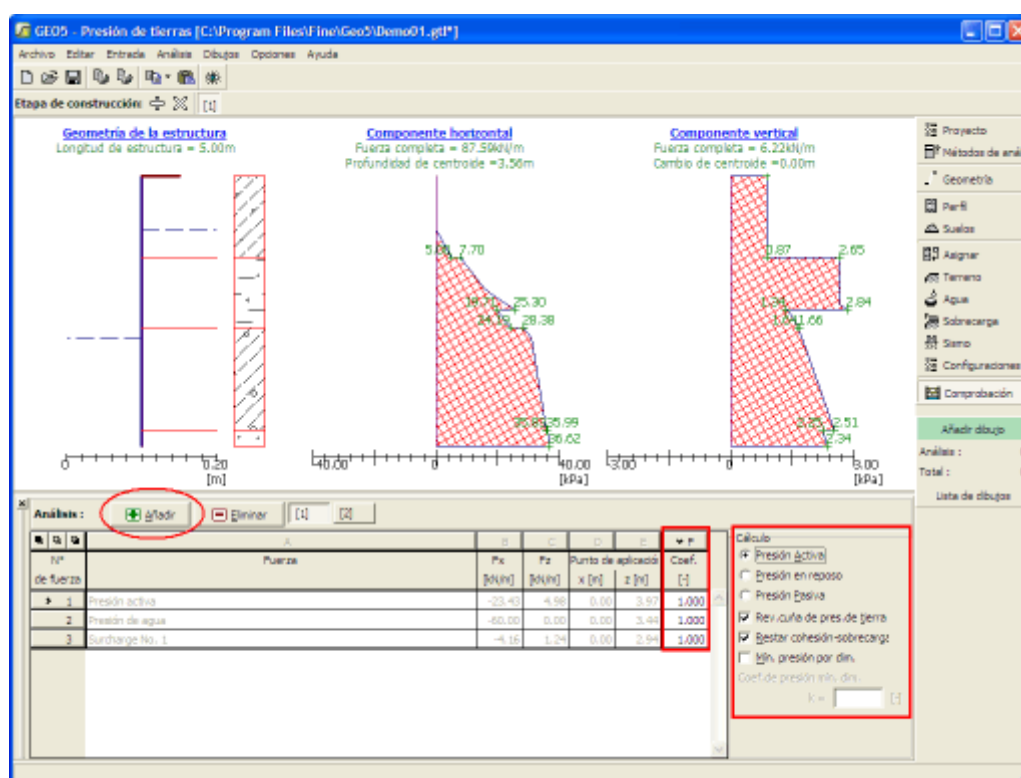 GEO5 - Presión de tierras [C:\Program Files\Fine\Geo5\Demo01.gtl*]
Archivo Editar Entrada Análisis Dibujos Opciones Ayuda
Etapa de construcción: [1]
Geometría de la estructura
Longitud de estructura = 5.00m
Componente horizontal
Fuerza completa = 87.59kN/m
Profundidad de centroide =3.56m
Componente vertical
Fuerza completa = 6.22kN/m
Cambio de centroide =0.00m
7.70
25.30
28.38
35.99
36.62
0.87 2.65
2.84
1.66
2.51
2.34
0 0.20
[m]
40.00 0 40.00
[kPa]
3.00 0 3.00
[kPa]
Proyecto
Métodos de aná
Geometría
Perfil
Suelos
Asignar
Terreno
Agua
Sobrecarga
Sismo
Configuraciones
Comprobación
Añadir dibujo
Análisis :
Total :
Lista de dibujos
Análisis : Añadir Eliminar [1] [2]
A B C D E F
Nº Fuerza Px Pz Punto de aplicació Coef.
de fuerza [kN/m] [kN/m] x [m] z [m] [-]
1 Presión activa -23.43 4.98 0.00 3.97 1.000
2 Presión de agua -60.00 0.00 0.00 3.44 1.000
3 Surcharge No. 1 -4.16 1.24 0.00 2.94 1.000
Cálculo
Presión Activa
Presión en reposo
Presión Pasiva
Rev.cuña de pres.de tierra
Restar cohesión-sobrecarga
Mín. presión por dim.
Coef.de presión mín. dim.
k = [-]